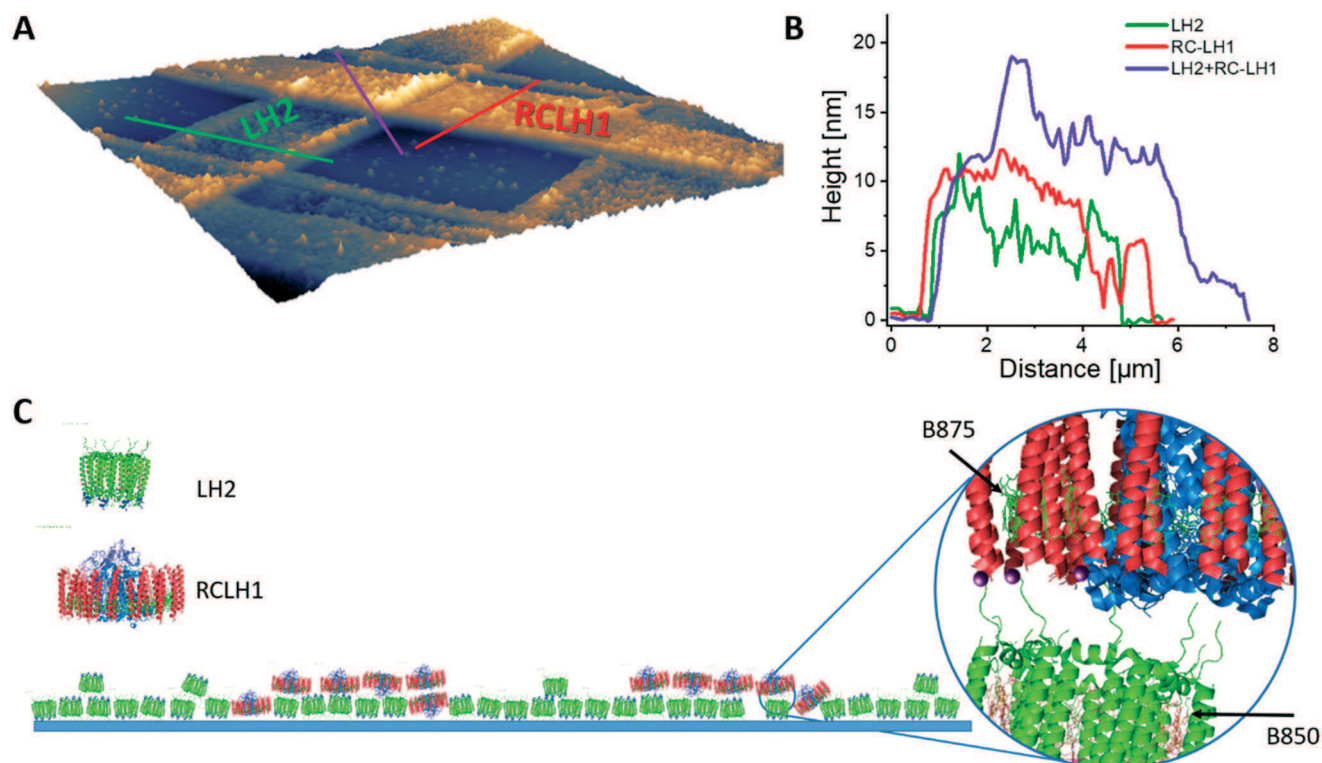 A
LH2
RCLH1
B
LH2
RC-LH1
LH2+RC-LH1
Height [nm]
20
15
10
5
0
0 2 4 6 8
Distance [µm]
C
LH2
RCLH1
B875
B850